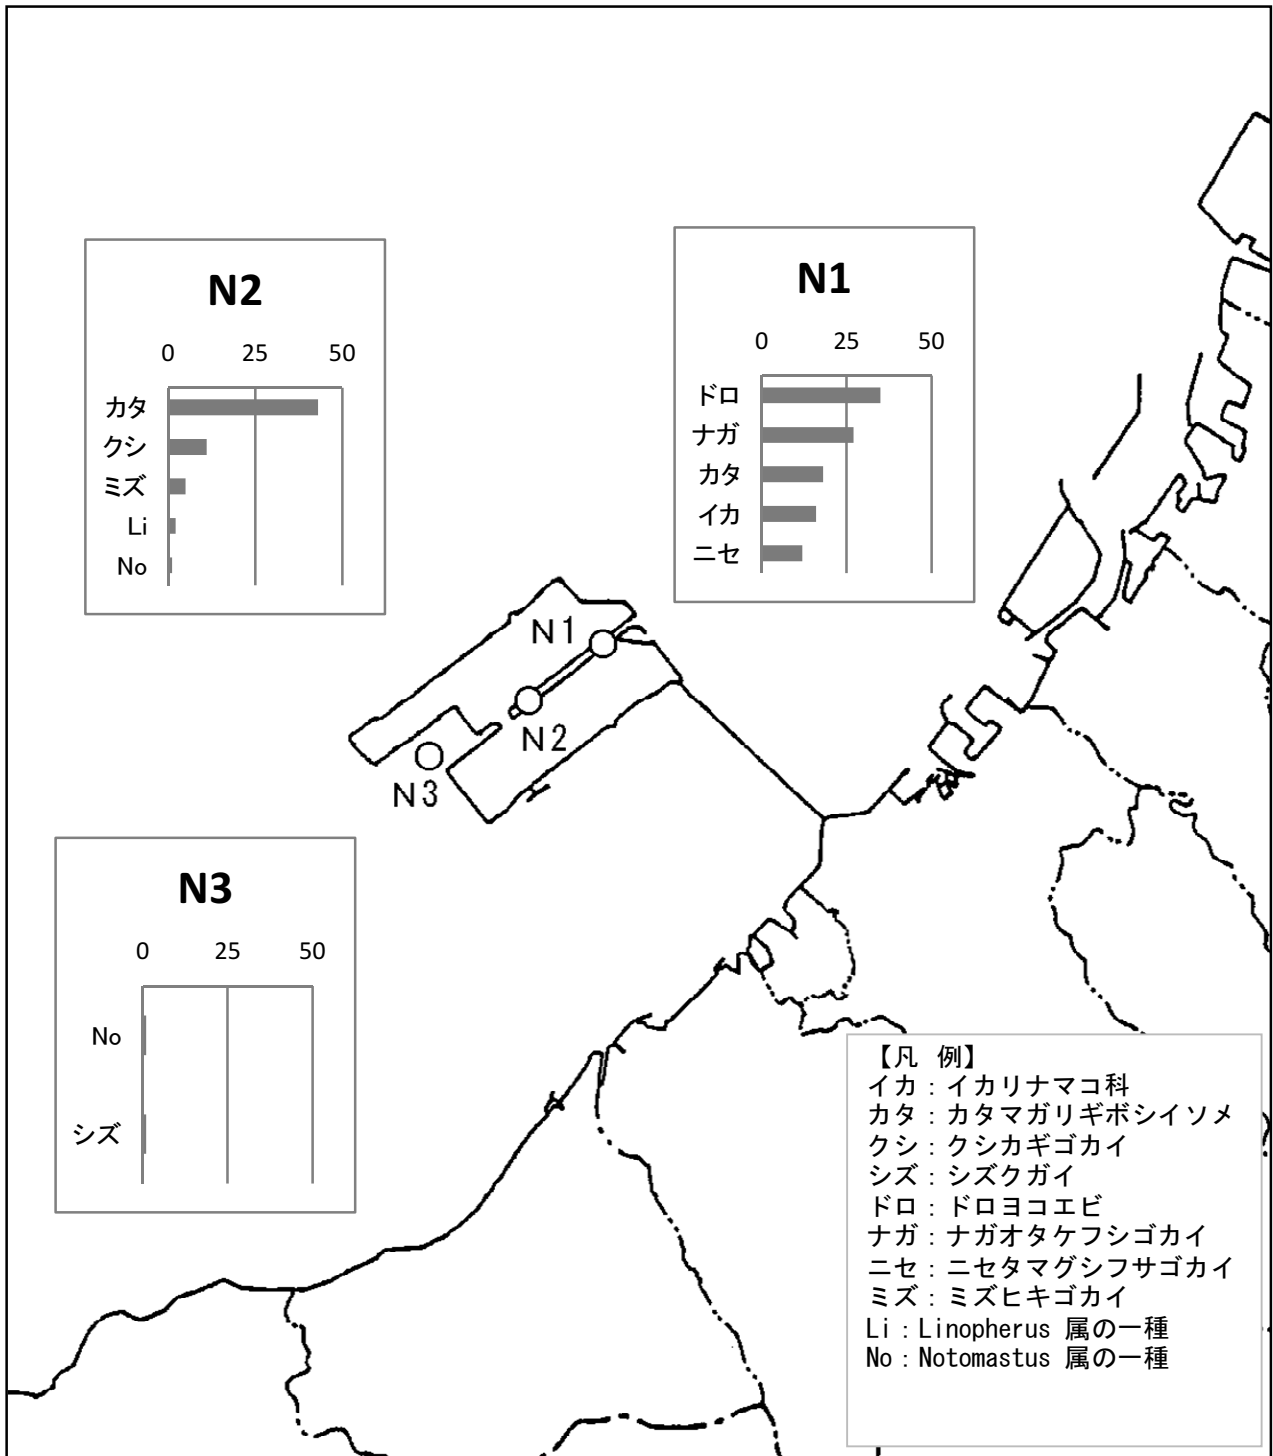 N2
0 25 50
カタ
クシ
ミズ
Li
No
N1
0 25 50
ドロ
ナガ
カタ
イカ
ニセ
N1
N2
N3
N3
0 25 50
No
シズ
【凡 例】
イカ：イカリナマコ科
カタ：カタマガリギボシイソメ
クシ：クシカギゴカイ
シズ：シズクガイ
ドロ：ドロヨコエビ
ナガ：ナガオタケフシゴカイ
ニセ：ニセタマグシフサゴカイ
ミズ：ミズヒキゴカイ
Li：Linopherus 属の一種
No：Notomastus 属の一種